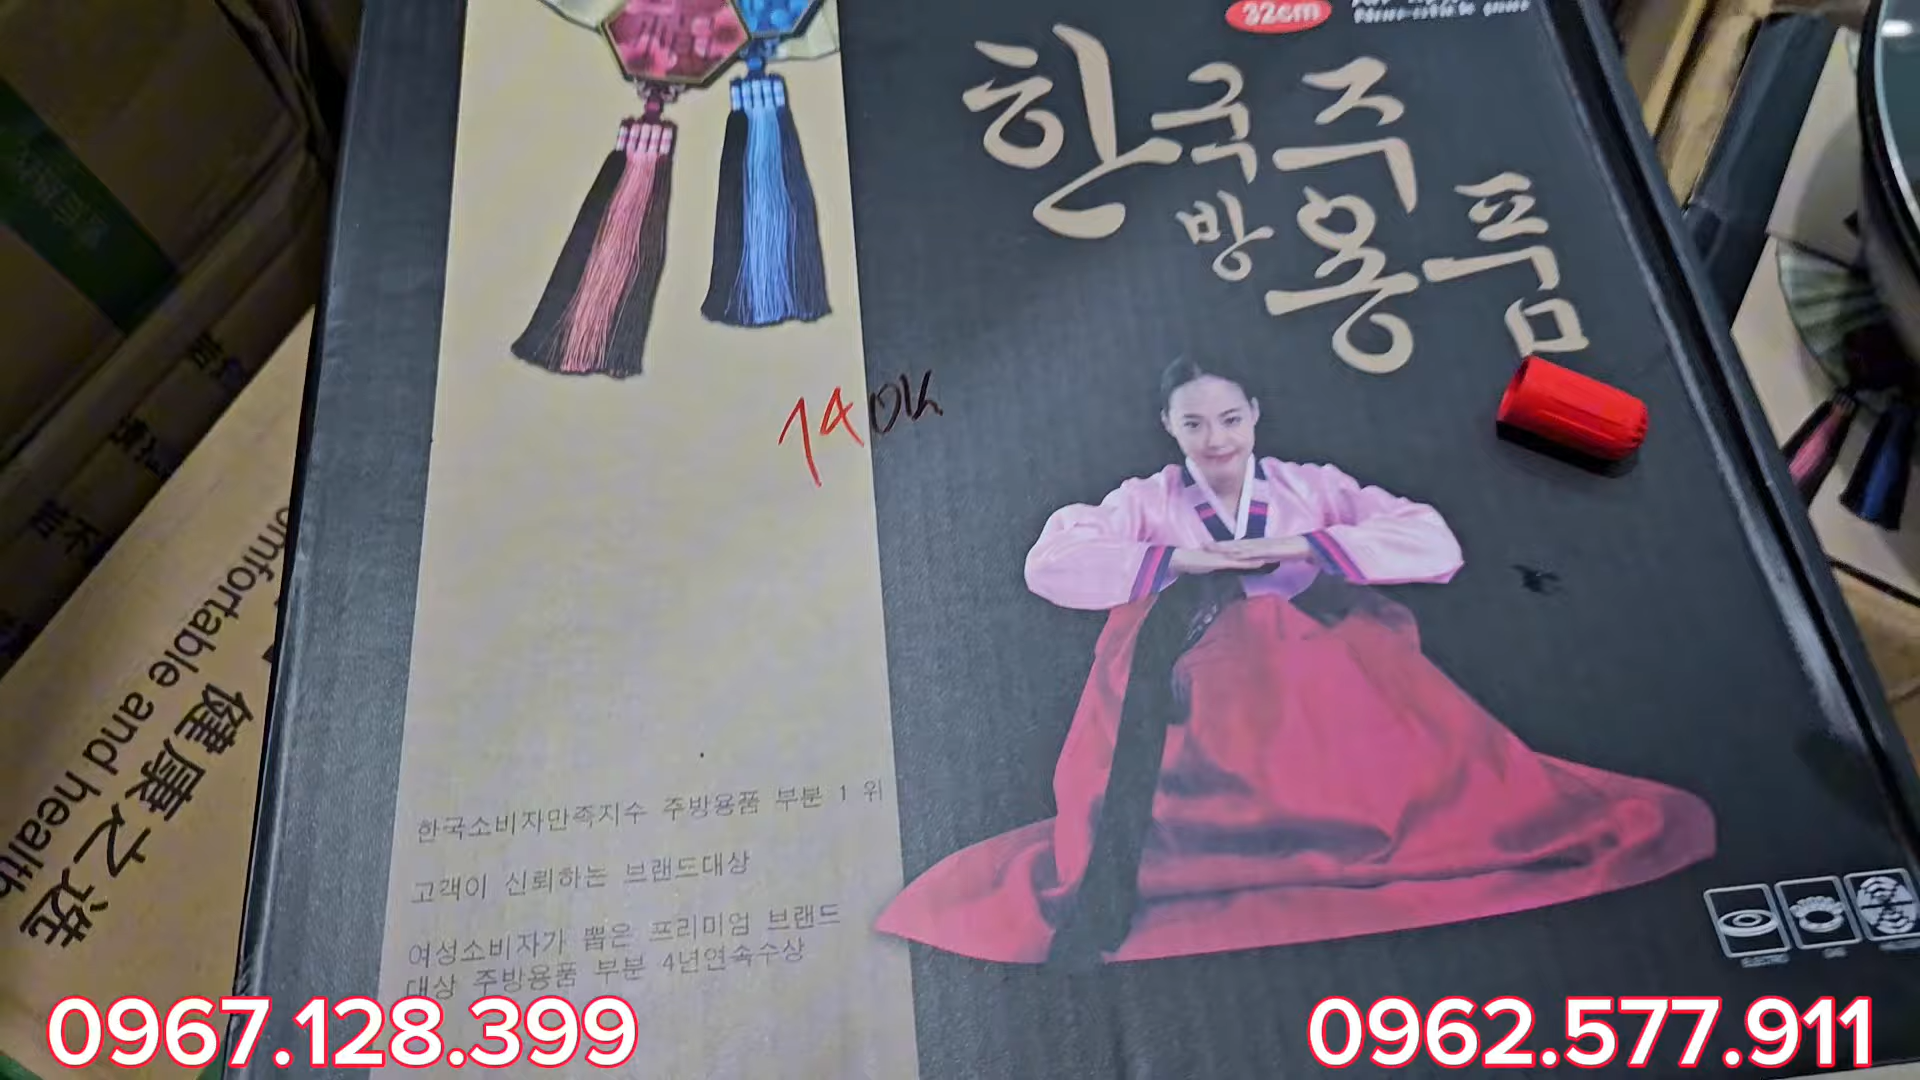 32cm
Non-stick pan
한국주
방용품
140k
한국소비자만족지수 주방용품 부분 1 위
고객이 신뢰하는 브랜드대상
여성소비자가 뽑은 프리미엄 브랜드
대상 주방용품 부분 4년연속수상
健康之选
omfortable and health
0967.128.399
0962.577.911